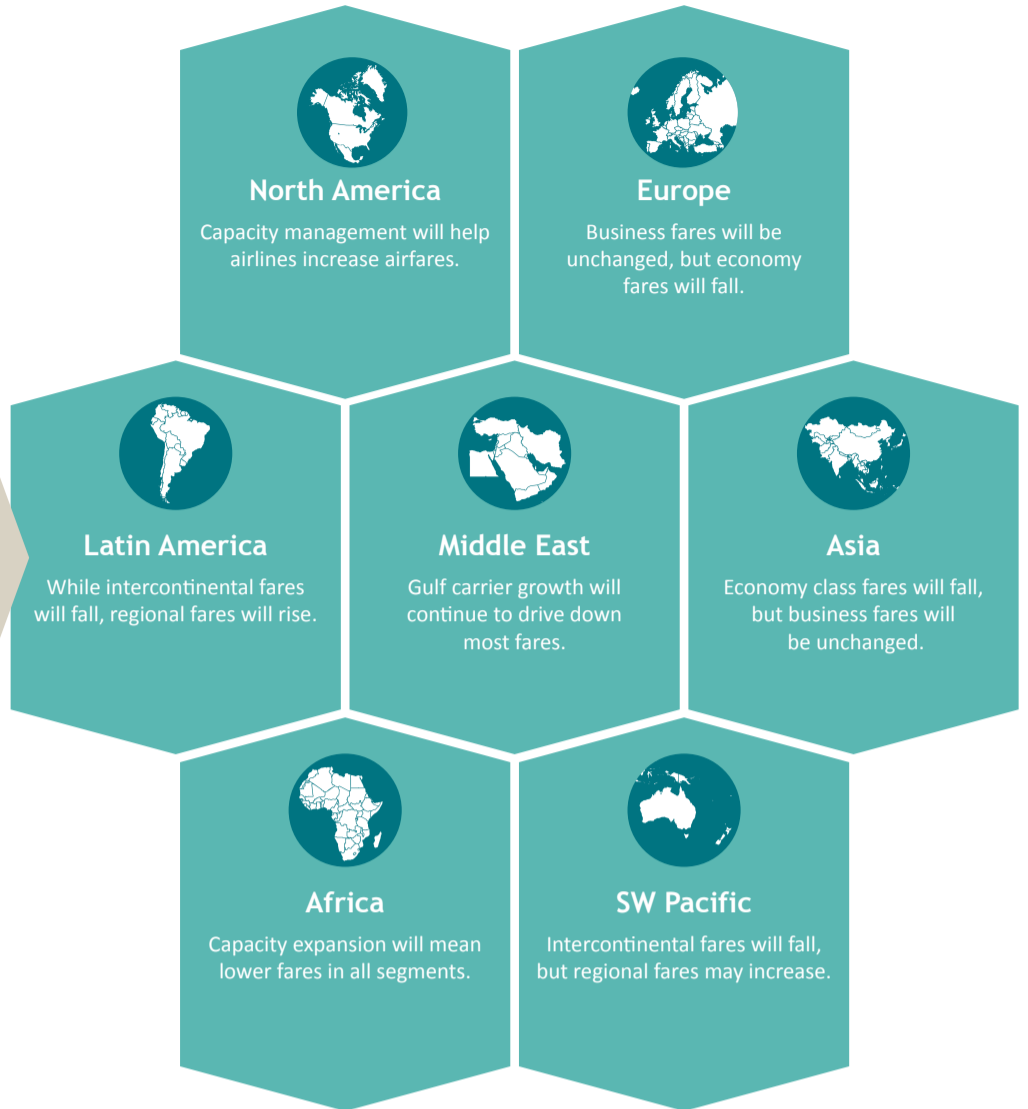 North America
Capacity management will help
airlines increase airfares.
Europe
Business fares will be
unchanged, but economy
fares will fall.
Latin America
While intercontinental fares
will fall, regional fares will rise.
Middle East
Gulf carrier growth will
continue to drive down
most fares.
Asia
Economy class fares will fall,
but business fares will
be unchanged.
Africa
Capacity expansion will mean
lower fares in all segments.
SW Pacific
Intercontinental fares will fall,
but regional fares may increase.